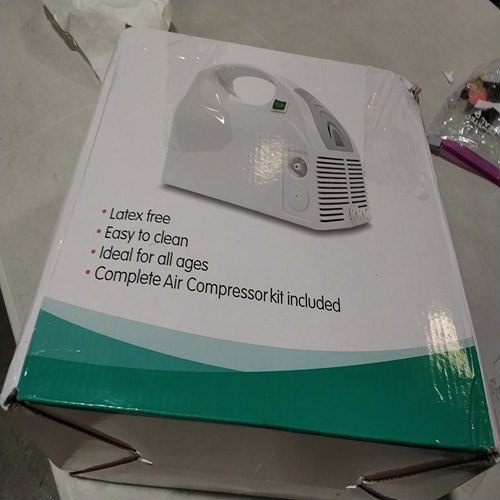 • Latex free
• Easy to clean
• Ideal for all ages
• Complete Air Compressor kit included